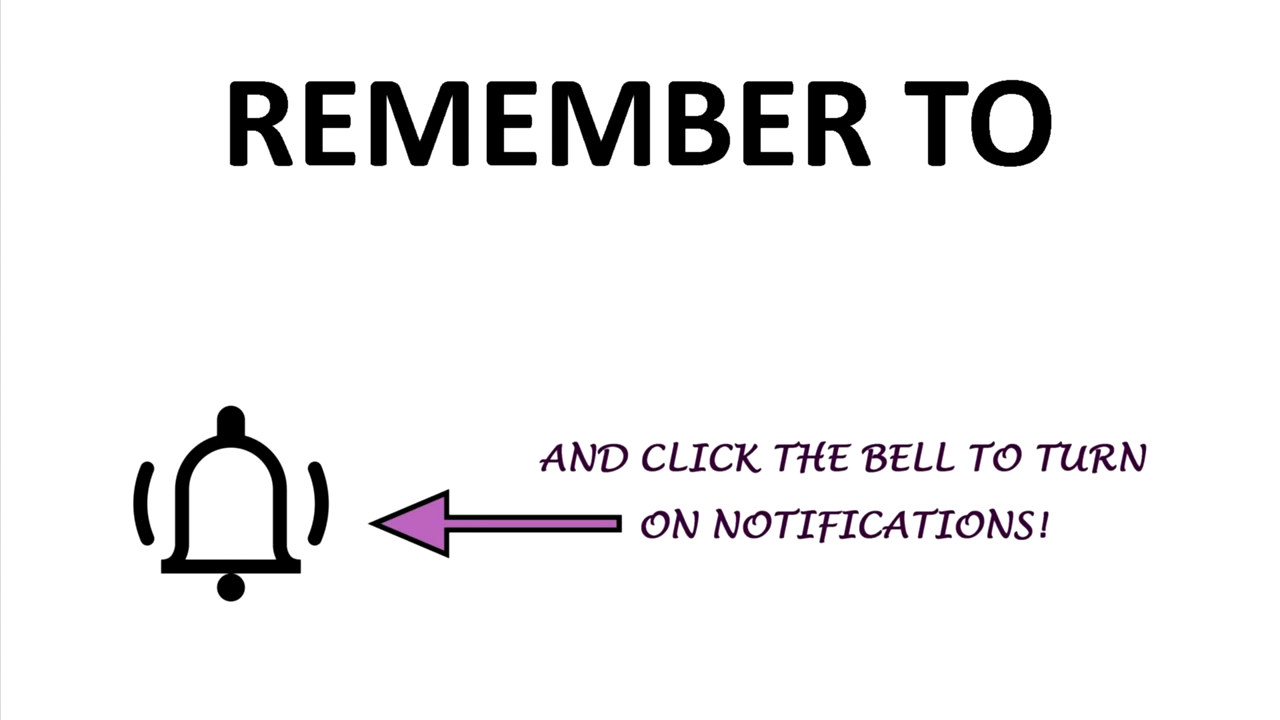 REMEMBER TO
AND CLICK THE BELL TO TURN
ON NOTIFICATIONS!